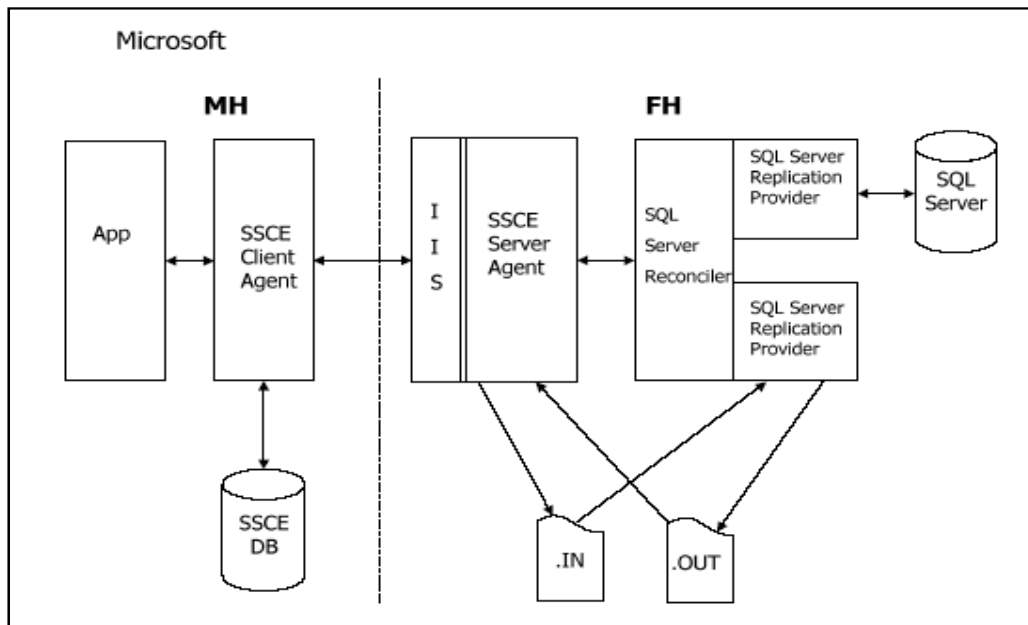 Microsoft
MH
FH
App
SSCE
Client
Agent
SSCE
DB
I
I
S
SSCE
Server
Agent
SQL
Server
Reconciler
SQL Server
Replication
Provider
SQL Server
Replication
Provider
SQL
Server
.IN
.OUT